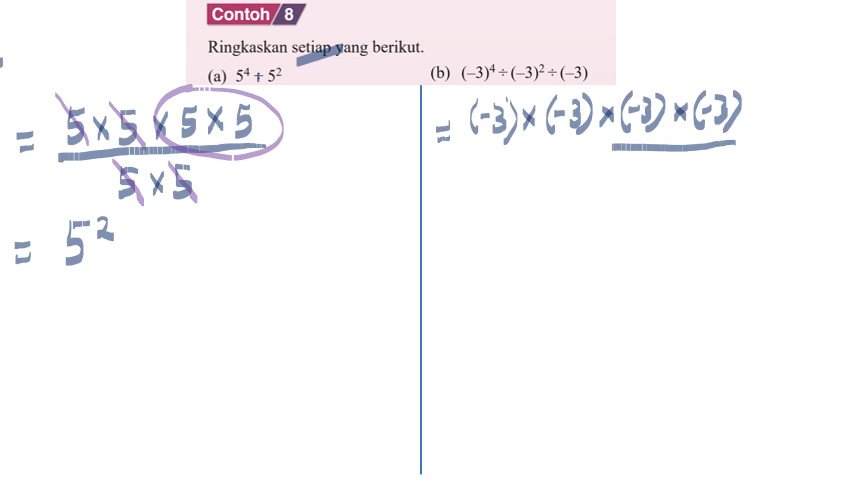 Contoh 8
Ringkaskan setiap yang berikut.
(a) 5⁴ ÷ 5²
(b) (–3)⁴ ÷ (–3)² ÷ (–3)
= 5 × 5 × 5 × 5
5 × 5
= 5²
= (-3) × (-3) × (-3) × (-3)